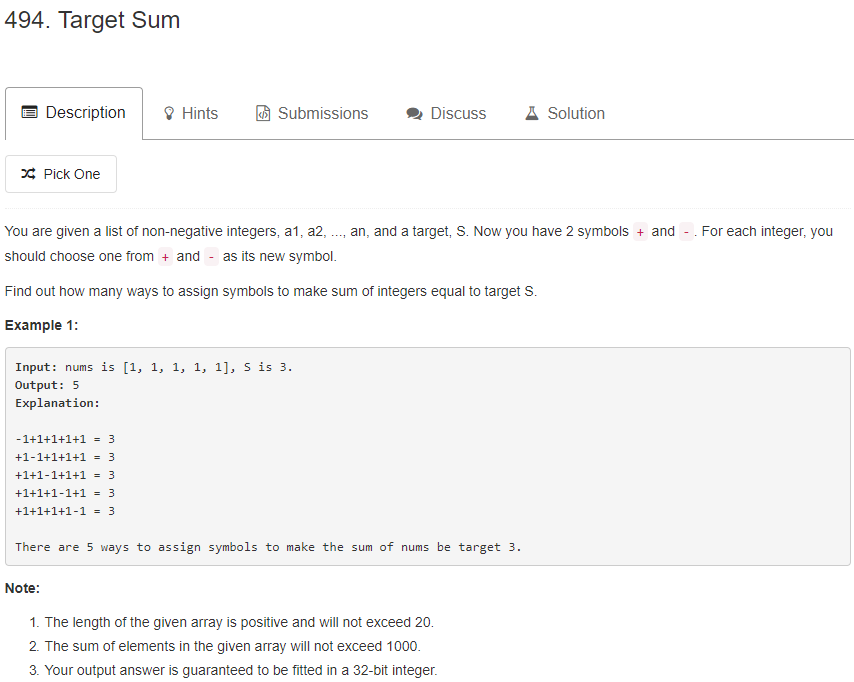 494. Target Sum
Description Hints Submissions Discuss Solution
Pick One
You are given a list of non-negative integers, a1, a2, ..., an, and a target, S. Now you have 2 symbols + and - . For each integer, you
should choose one from + and - as its new symbol.
Find out how many ways to assign symbols to make sum of integers equal to target S.
Example 1:
Input: nums is [1, 1, 1, 1, 1], S is 3.
Output: 5
Explanation:
-1+1+1+1+1 = 3
+1-1+1+1+1 = 3
+1+1-1+1+1 = 3
+1+1+1-1+1 = 3
+1+1+1+1-1 = 3
There are 5 ways to assign symbols to make the sum of nums be target 3.
Note:
1. The length of the given array is positive and will not exceed 20.
2. The sum of elements in the given array will not exceed 1000.
3. Your output answer is guaranteed to be fitted in a 32-bit integer.